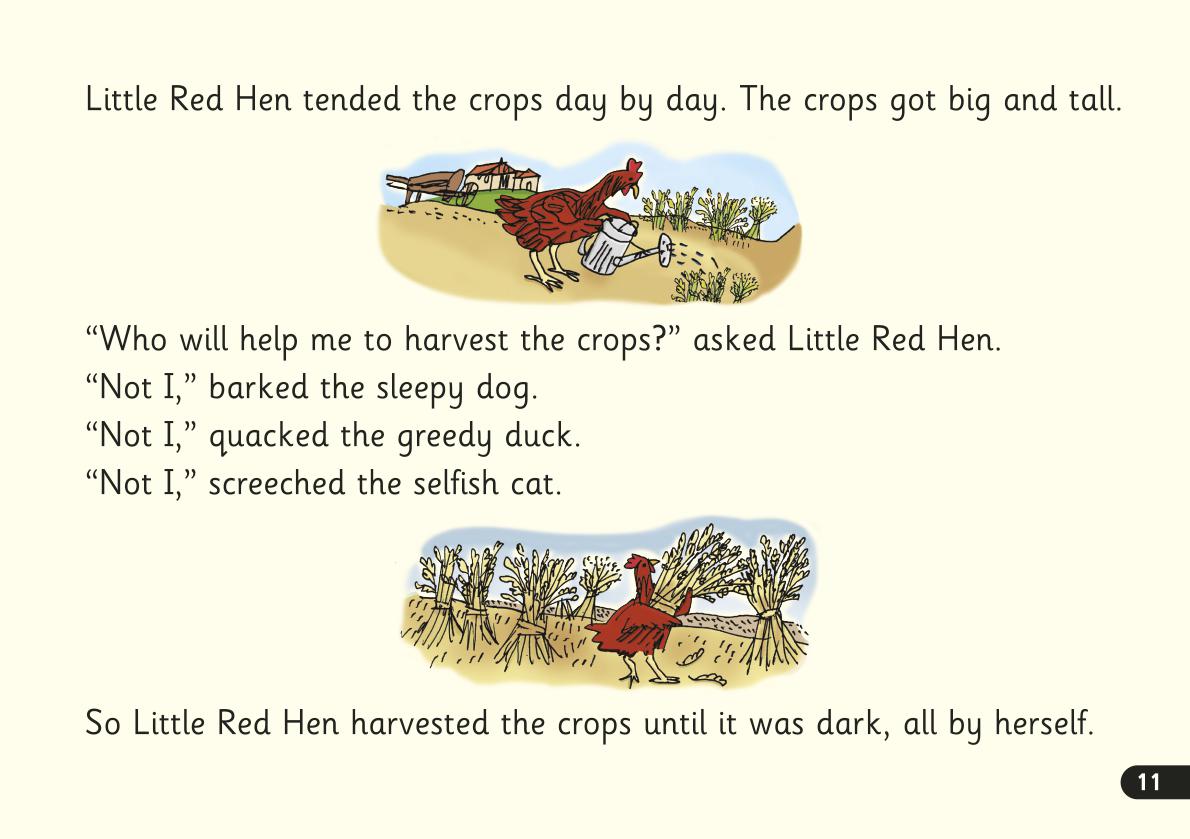 Little Red Hen tended the crops day by day. The crops got big and tall.
“Who will help me to harvest the crops?” asked Little Red Hen.
“Not I,” barked the sleepy dog.
“Not I,” quacked the greedy duck.
“Not I,” screeched the selfish cat.
So Little Red Hen harvested the crops until it was dark, all by herself.
11